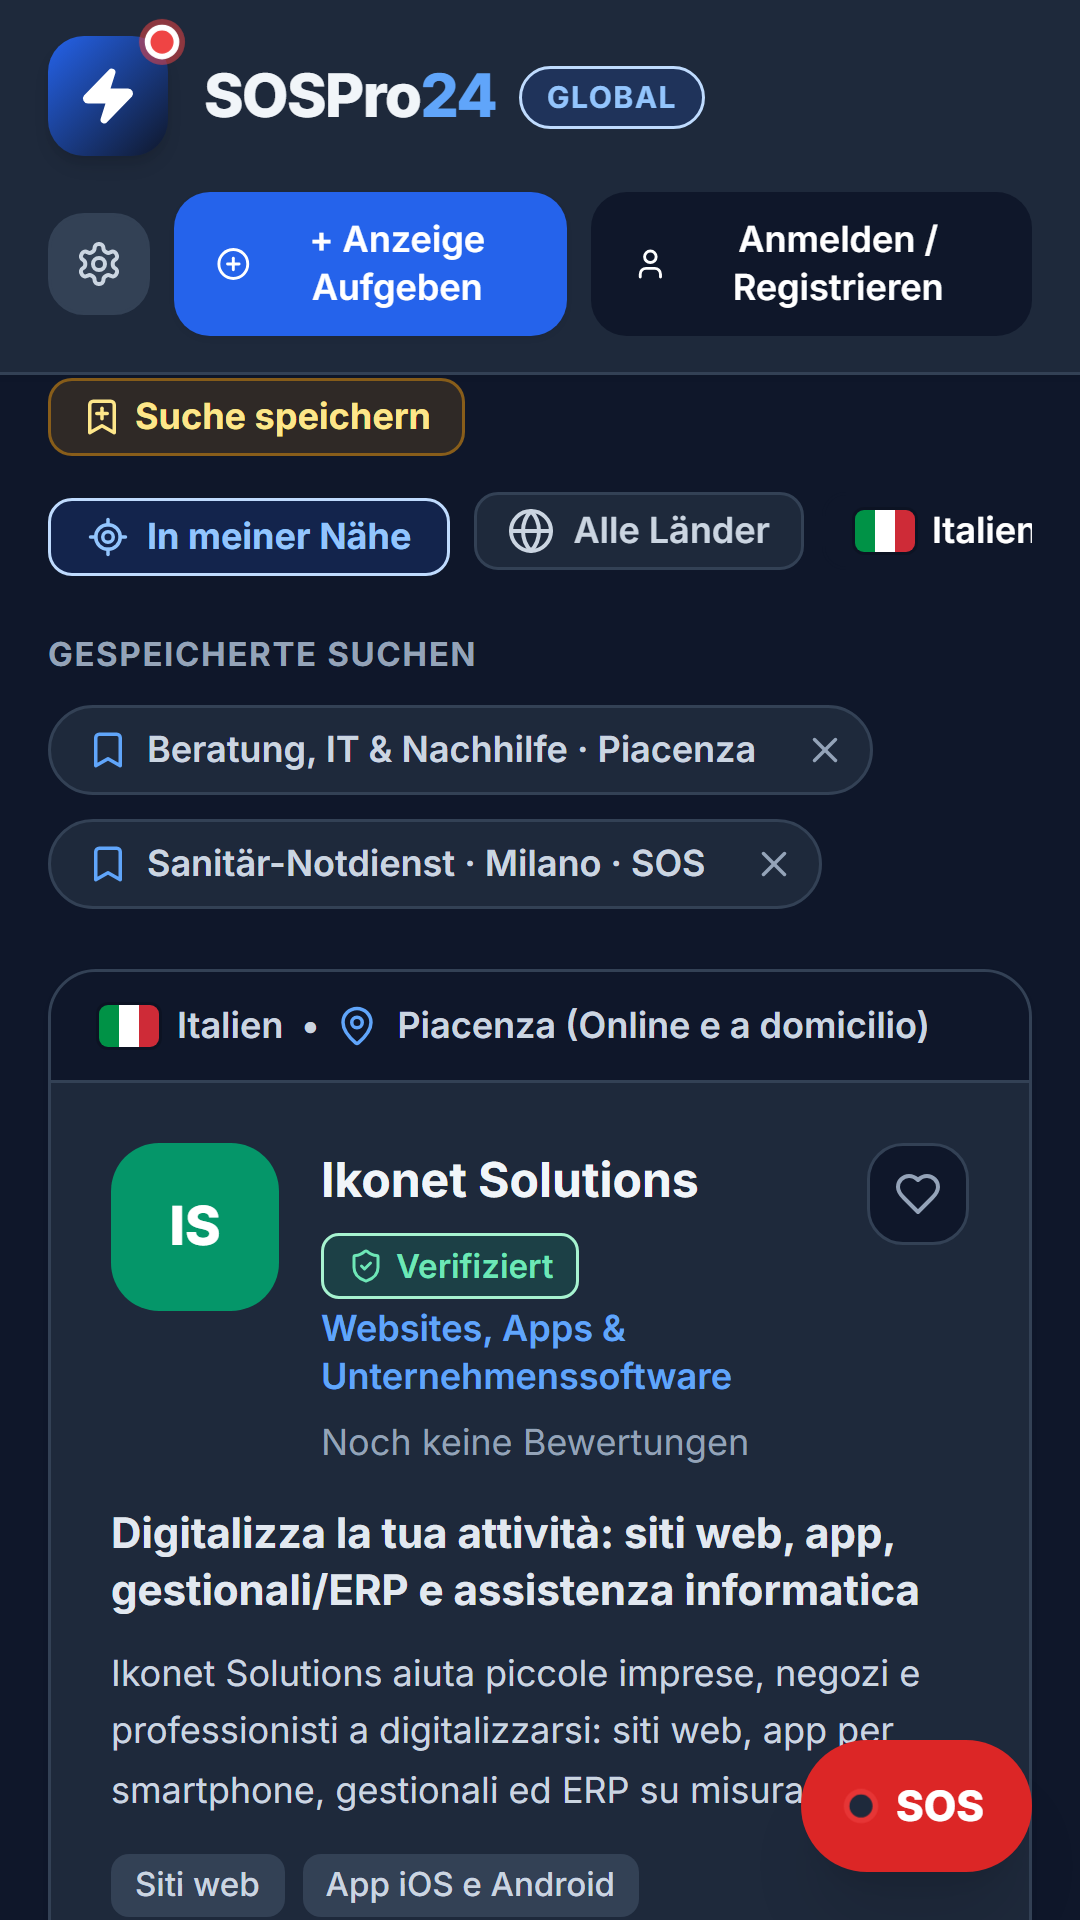 SOSPro24 GLOBAL
+ Anzeige
Aufgeben
Anmelden /
Registrieren
Suche speichern
In meiner Nähe
Alle Länder
Italien
GESPEICHERTE SUCHEN
Beratung, IT & Nachhilfe · Piacenza
Sanitär-Notdienst · Milano · SOS
Italien • Piacenza (Online e a domicilio)
IS
Ikonet Solutions
Verifiziert
Websites, Apps &
Unternehmenssoftware
Noch keine Bewertungen
Digitalizza la tua attività: siti web, app,
gestionali/ERP e assistenza informatica
Ikonet Solutions aiuta piccole imprese, negozi e
professionisti a digitalizzarsi: siti web, app per
smartphone, gestionali ed ERP su misura
SOS
Siti web
App iOS e Android